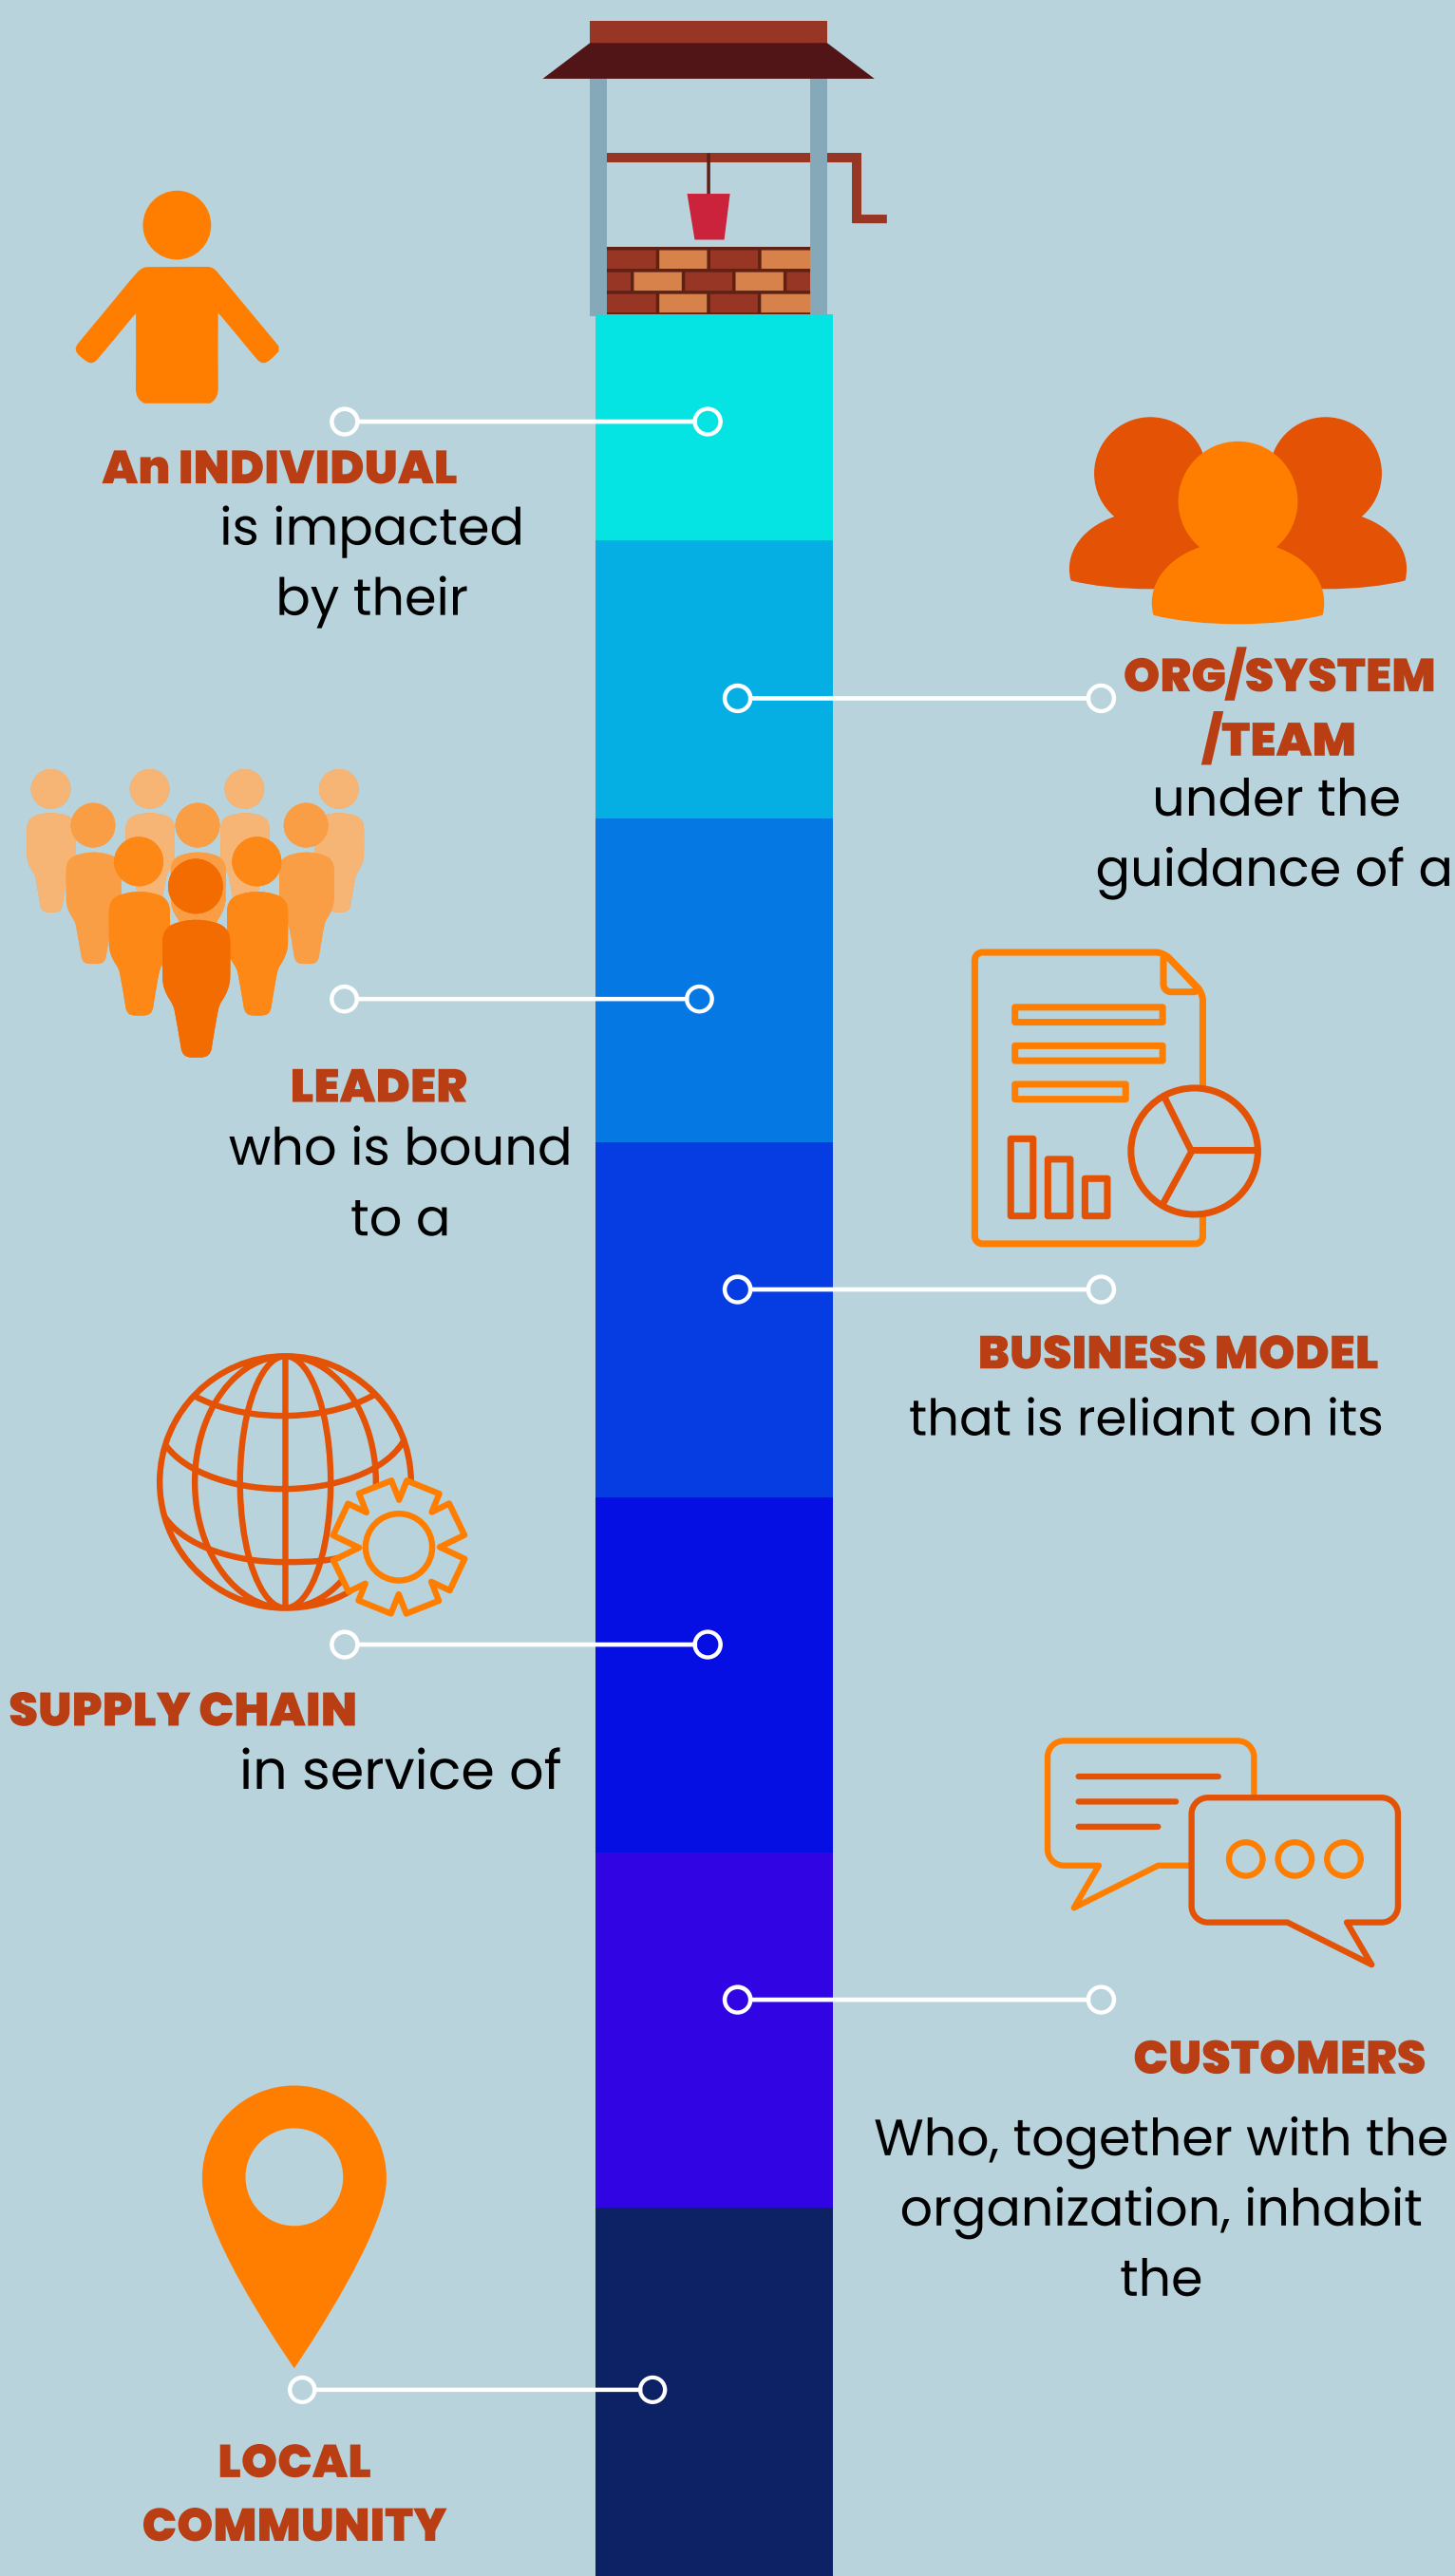 An INDIVIDUAL
is impacted
by their
ORG/SYSTEM
/TEAM
under the
guidance of a
LEADER
who is bound
to a
BUSINESS MODEL
that is reliant on its
SUPPLY CHAIN
in service of
CUSTOMERS
Who, together with the
organization, inhabit
the
LOCAL
COMMUNITY